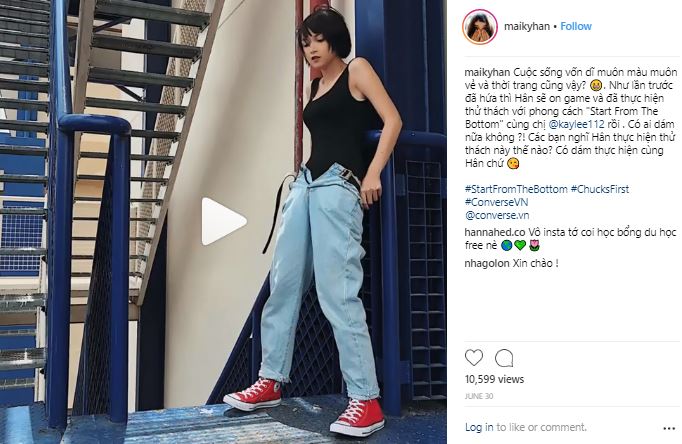 maikyhan • Follow
maikyhan Cuộc sống vốn dĩ muôn màu muôn
vẻ và thời trang cũng vậy? 😆. Như lần trước
đã hứa thì Hân sẽ on game và đã thực hiện
thử thách với phong cách "Start From The
Bottom" cùng chị @kaylee112 rồi . Có ai dám
nữa không ?! Các bạn nghĩ Hân thực hiện thử
thách này thế nào? Có dám thực hiện cùng
Hân chứ 😘
#StartFromTheBottom #ChucksFirst
#ConverseVN
@converse.vn
hannahed.co Vô insta tớ coi học bổng du học
free nè 🌍💚🌷
nhagolon Xin chào !
10,599 views
JUNE 30
Log in to like or comment.